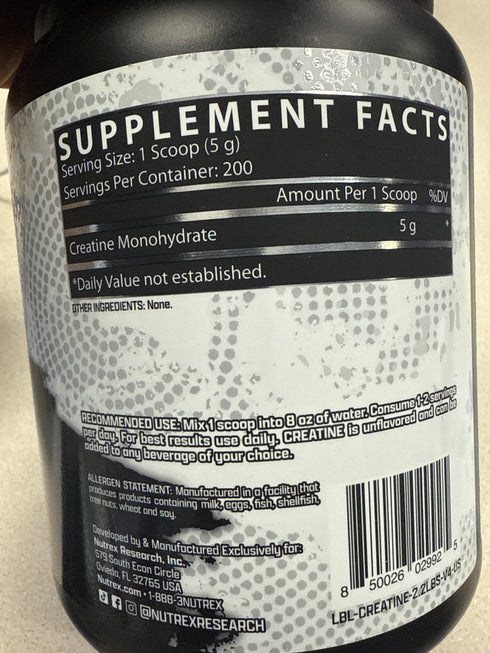 SUPPLEMENT FACTS
Serving Size: 1 Scoop (5 g)
Servings Per Container: 200
Amount Per 1 Scoop %DV
Creatine Monohydrate 5 g *
*Daily Value not established.
OTHER INGREDIENTS: None.
RECOMMENDED USE: Mix 1 scoop into 8 oz of water. Consume 1-2 servings
per day. For best results use daily. CREATINE is unflavored and can be
added to any beverage of your choice.
ALLERGEN STATEMENT: Manufactured in a facility that
produces products containing milk, eggs, fish, shellfish,
tree nuts, wheat and soy.
Developed by & Manufactured Exclusively for:
Nutrex Research, Inc.
579 South Econ Circle
Oviedo, FL 32765 USA
Nutrex.com • 1-888-3NUTREX
@NUTREXRESEARCH
8 50026 02992 5
LBL-CREATINE-2.2LBS-V4-US